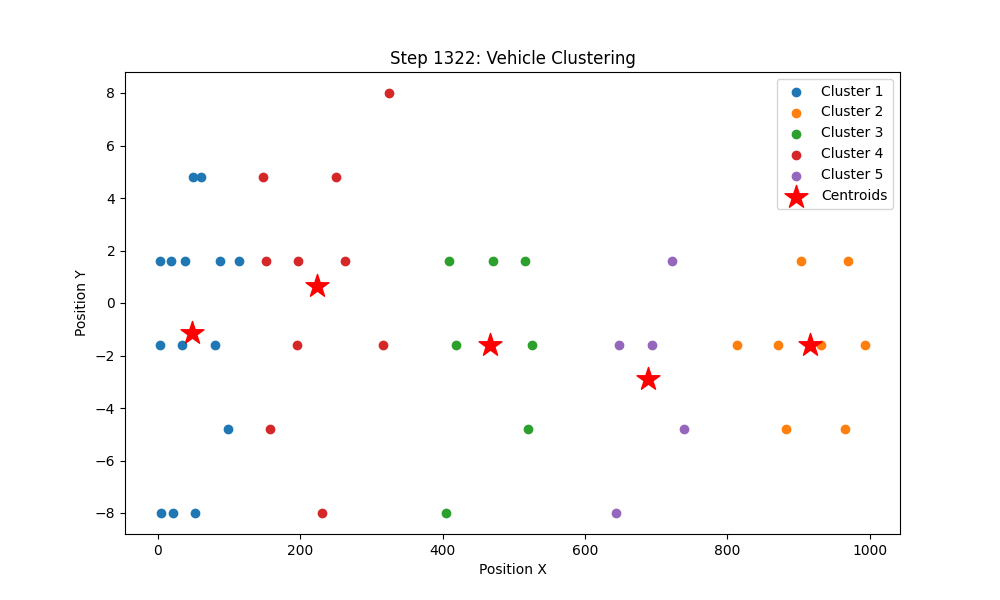 Step 1322: Vehicle Clustering
Position Y
8
6
4
2
0
−2
−4
−6
−8
0
200
400
600
800
1000
Position X
Cluster 1
Cluster 2
Cluster 3
Cluster 4
Cluster 5
Centroids